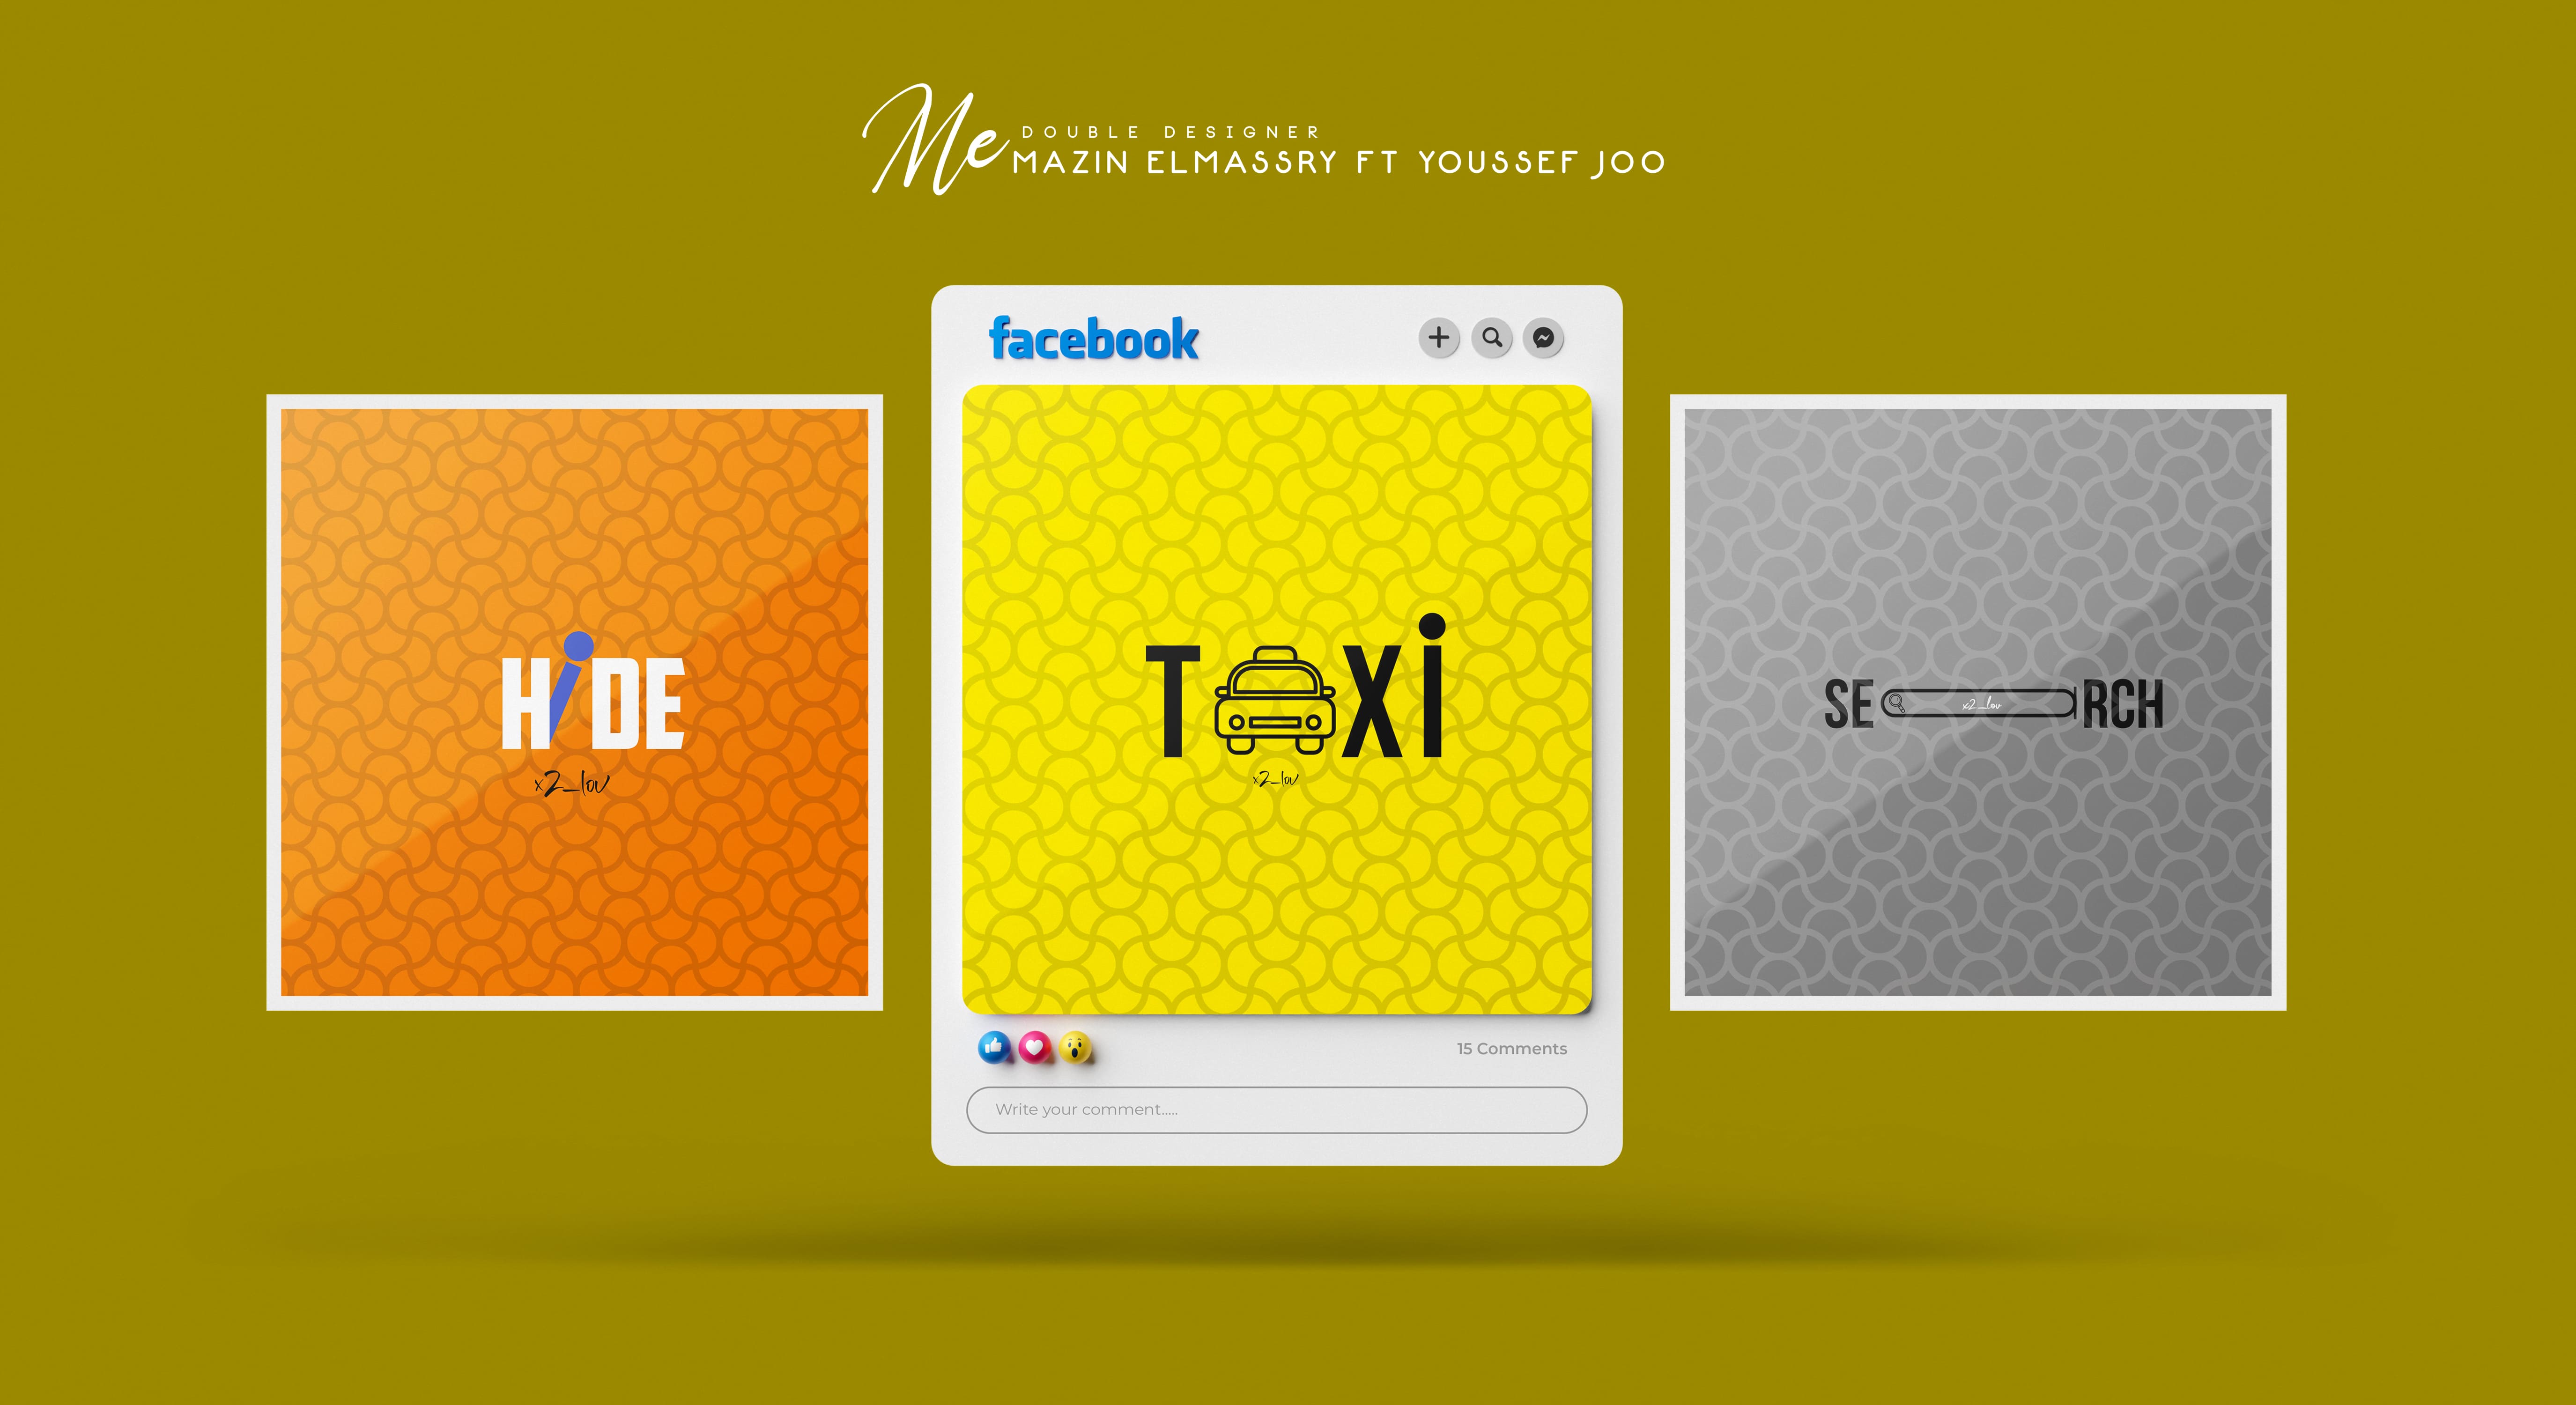 Me
DOUBLE DESIGNER
MAZIN ELMASSRY FT YOUSSEF JOO
facebook
HiDE
x2_lov
TXi
x2_lov
SE x2_lov RCH
15 Comments
Write your comment.....